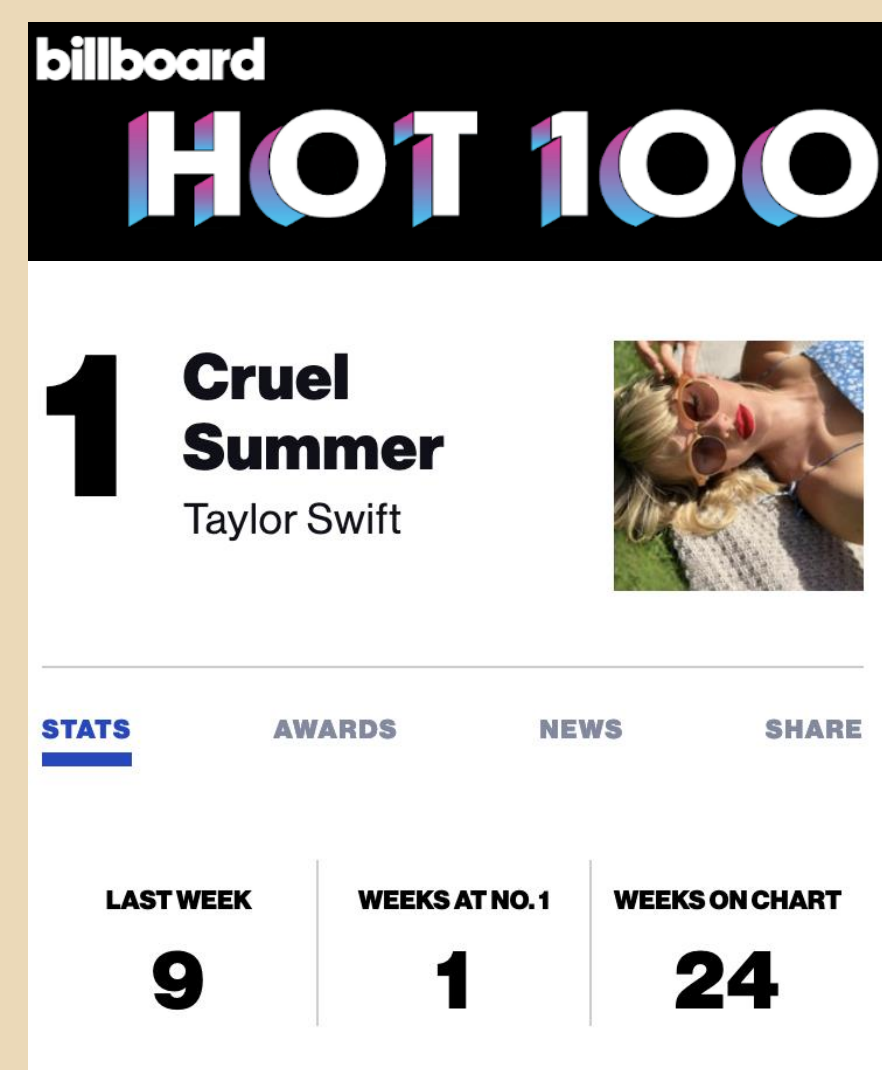 billboard
HOT 100
1
Cruel
Summer
Taylor Swift
STATS AWARDS NEWS SHARE
LAST WEEK WEEKS AT NO. 1 WEEKS ON CHART
9 1 24